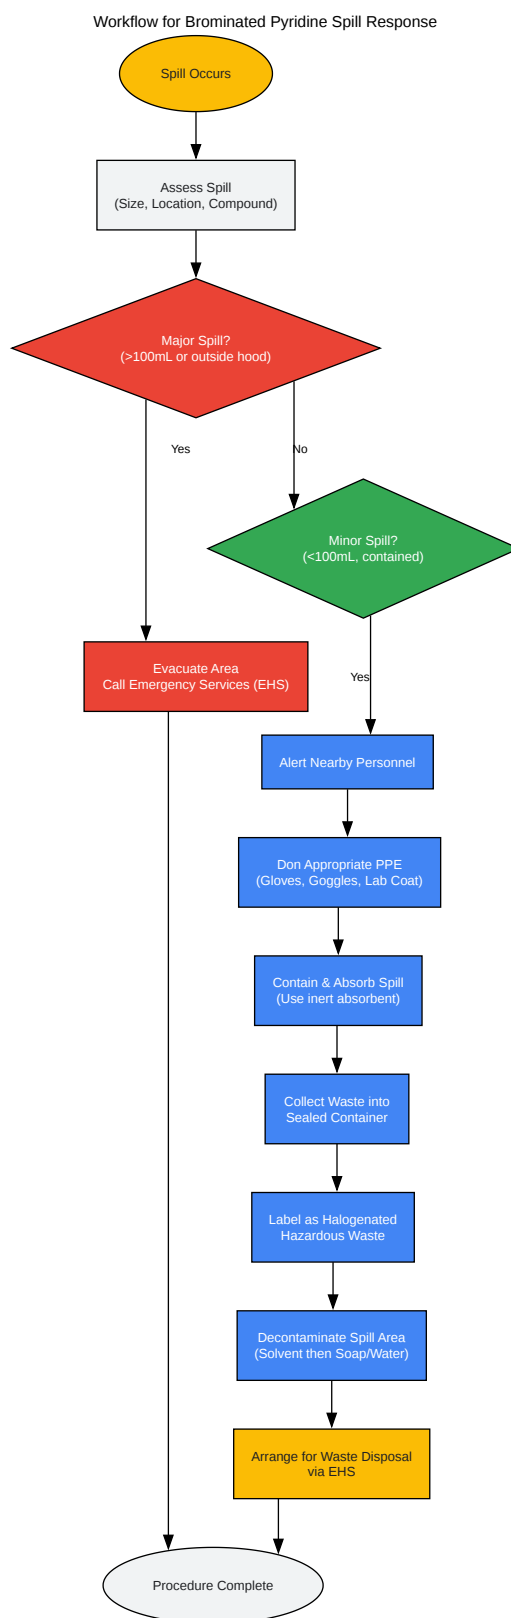 Workflow for Brominated Pyridine Spill Response
Spill Occurs
Assess Spill
(Size, Location, Compound)
Major Spill?
(>100mL or outside hood)
Yes
No
Minor Spill?
(<100mL, contained)
Evacuate Area
Call Emergency Services (EHS)
Yes
Alert Nearby Personnel
Don Appropriate PPE
(Gloves, Goggles, Lab Coat)
Contain & Absorb Spill
(Use inert absorbent)
Collect Waste into
Sealed Container
Label as Halogenated
Hazardous Waste
Decontaminate Spill Area
(Solvent then Soap/Water)
Arrange for Waste Disposal
via EHS
Procedure Complete